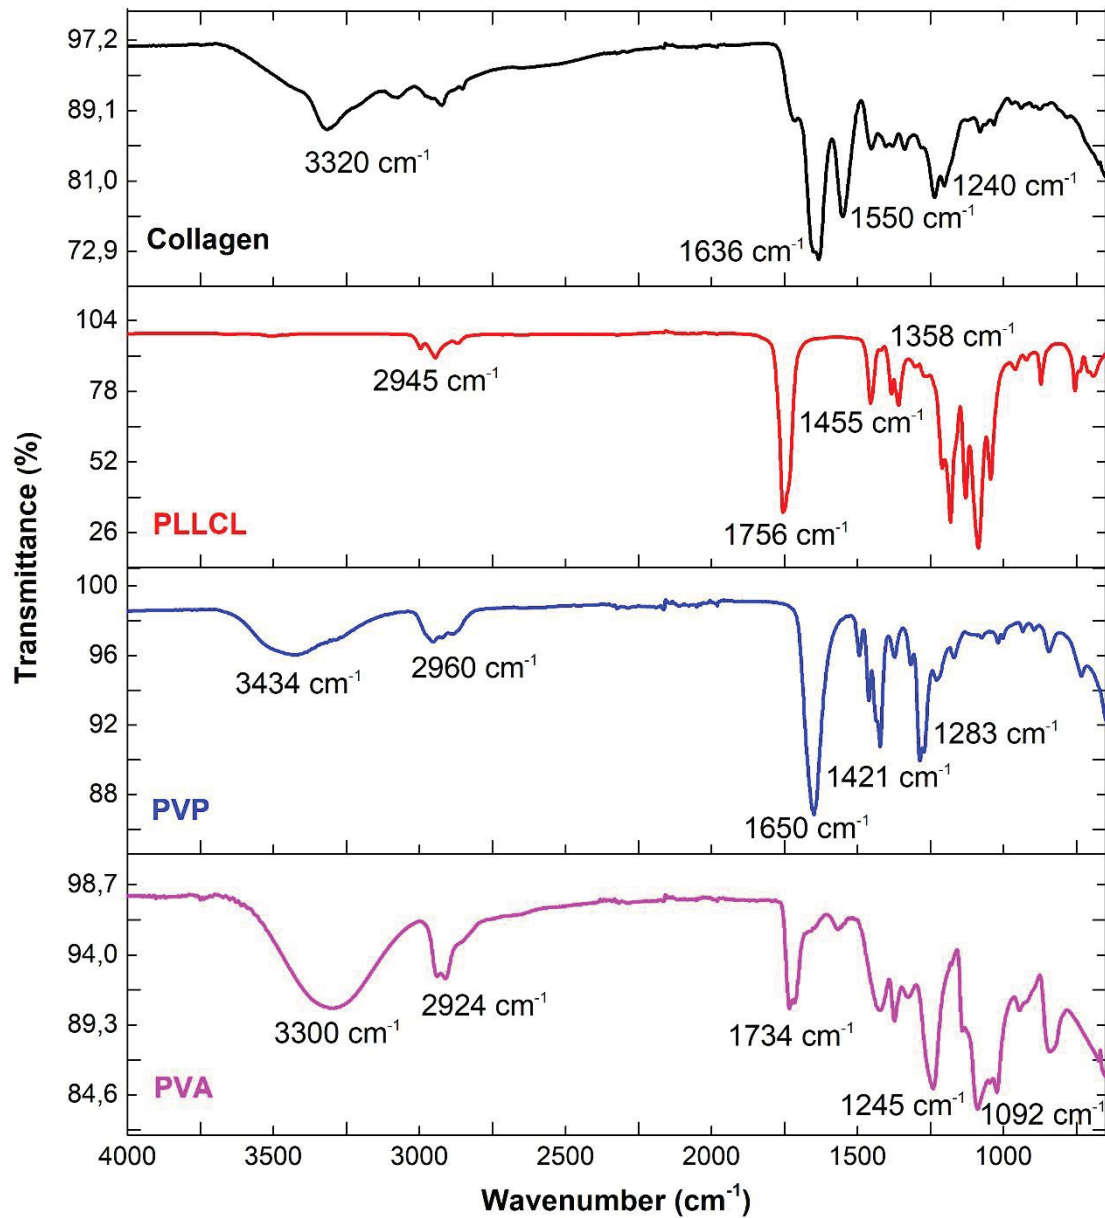 97,2
89,1
81,0
72,9
3320 cm⁻¹
1240 cm⁻¹
1550 cm⁻¹
1636 cm⁻¹
Collagen
104
78
52
26
1358 cm⁻¹
2945 cm⁻¹
1455 cm⁻¹
PLLCL
1756 cm⁻¹
Transmittance (%)
100
96
92
88
3434 cm⁻¹
2960 cm⁻¹
1283 cm⁻¹
1421 cm⁻¹
PVP
1650 cm⁻¹
98,7
94,0
89,3
84,6
2924 cm⁻¹
3300 cm⁻¹
1734 cm⁻¹
PVA
1245 cm⁻¹
1092 cm⁻¹
4000 3500 3000 2500 2000 1500 1000
Wavenumber (cm⁻¹)